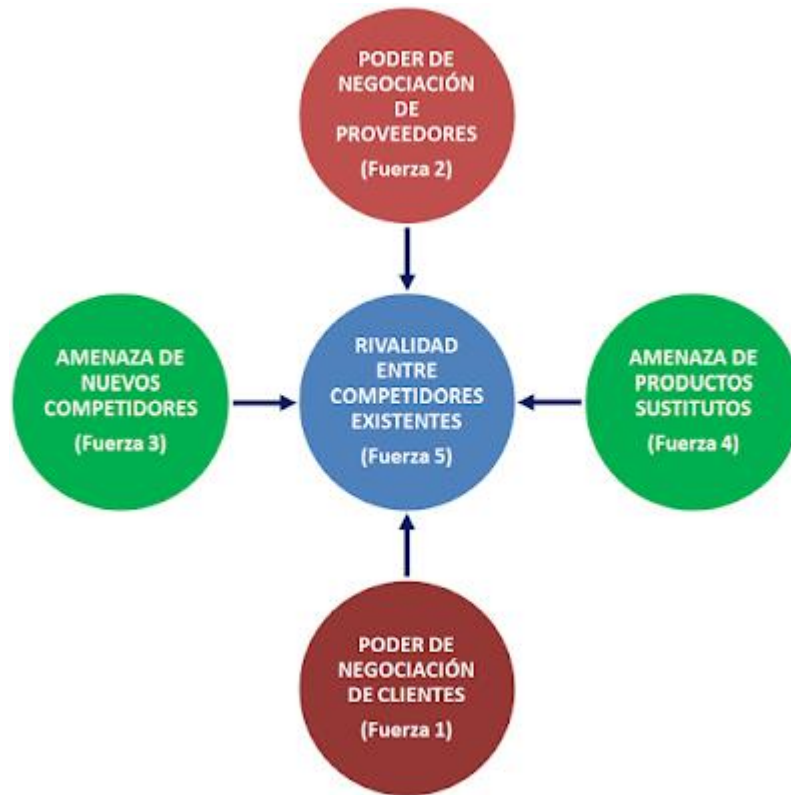 PODER DE
NEGOCIACIÓN
DE
PROVEEDORES
(Fuerza 2)
AMENAZA DE
NUEVOS
COMPETIDORES
(Fuerza 3)
RIVALIDAD
ENTRE
COMPETIDORES
EXISTENTES
(Fuerza 5)
AMENAZA DE
PRODUCTOS
SUSTITUTOS
(Fuerza 4)
PODER DE
NEGOCIACIÓN
DE CLIENTES
(Fuerza 1)